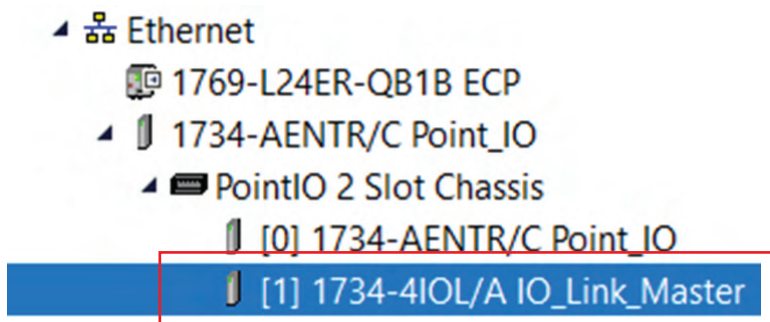 Ethernet
1769-L24ER-QB1B ECP
1734-AENTR/C Point_IO
PointIO 2 Slot Chassis
[0] 1734-AENTR/C Point_IO
[1] 1734-4IOL/A IO_Link_Master